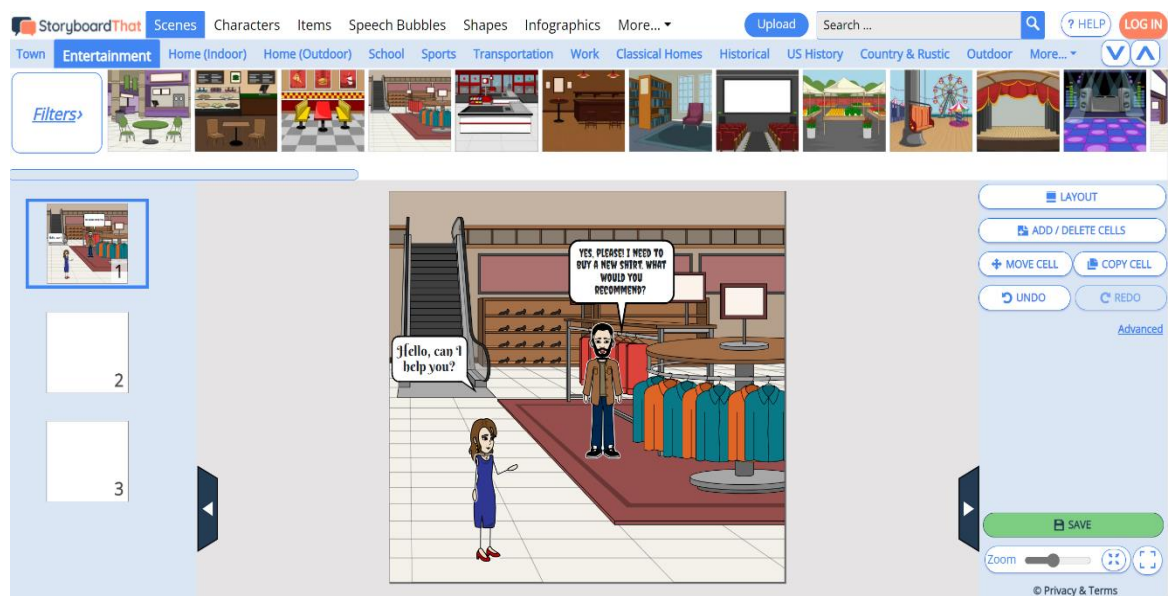 StoryboardThat Scenes Characters Items Speech Bubbles Shapes Infographics More... Upload Search ... ? HELP LOG IN
Town Entertainment Home (Indoor) Home (Outdoor) School Sports Transportation Work Classical Homes Historical US History Country & Rustic Outdoor More...
Filters›
LAYOUT
ADD / DELETE CELLS
MOVE CELL COPY CELL
UNDO REDO
Advanced
1
2
3
YES, PLEASE! I NEED TO
BUY A NEW SHIRT. WHAT
WOULD YOU
RECOMMEND?
Hello, can I
help you?
SAVE
Zoom
© Privacy & Terms